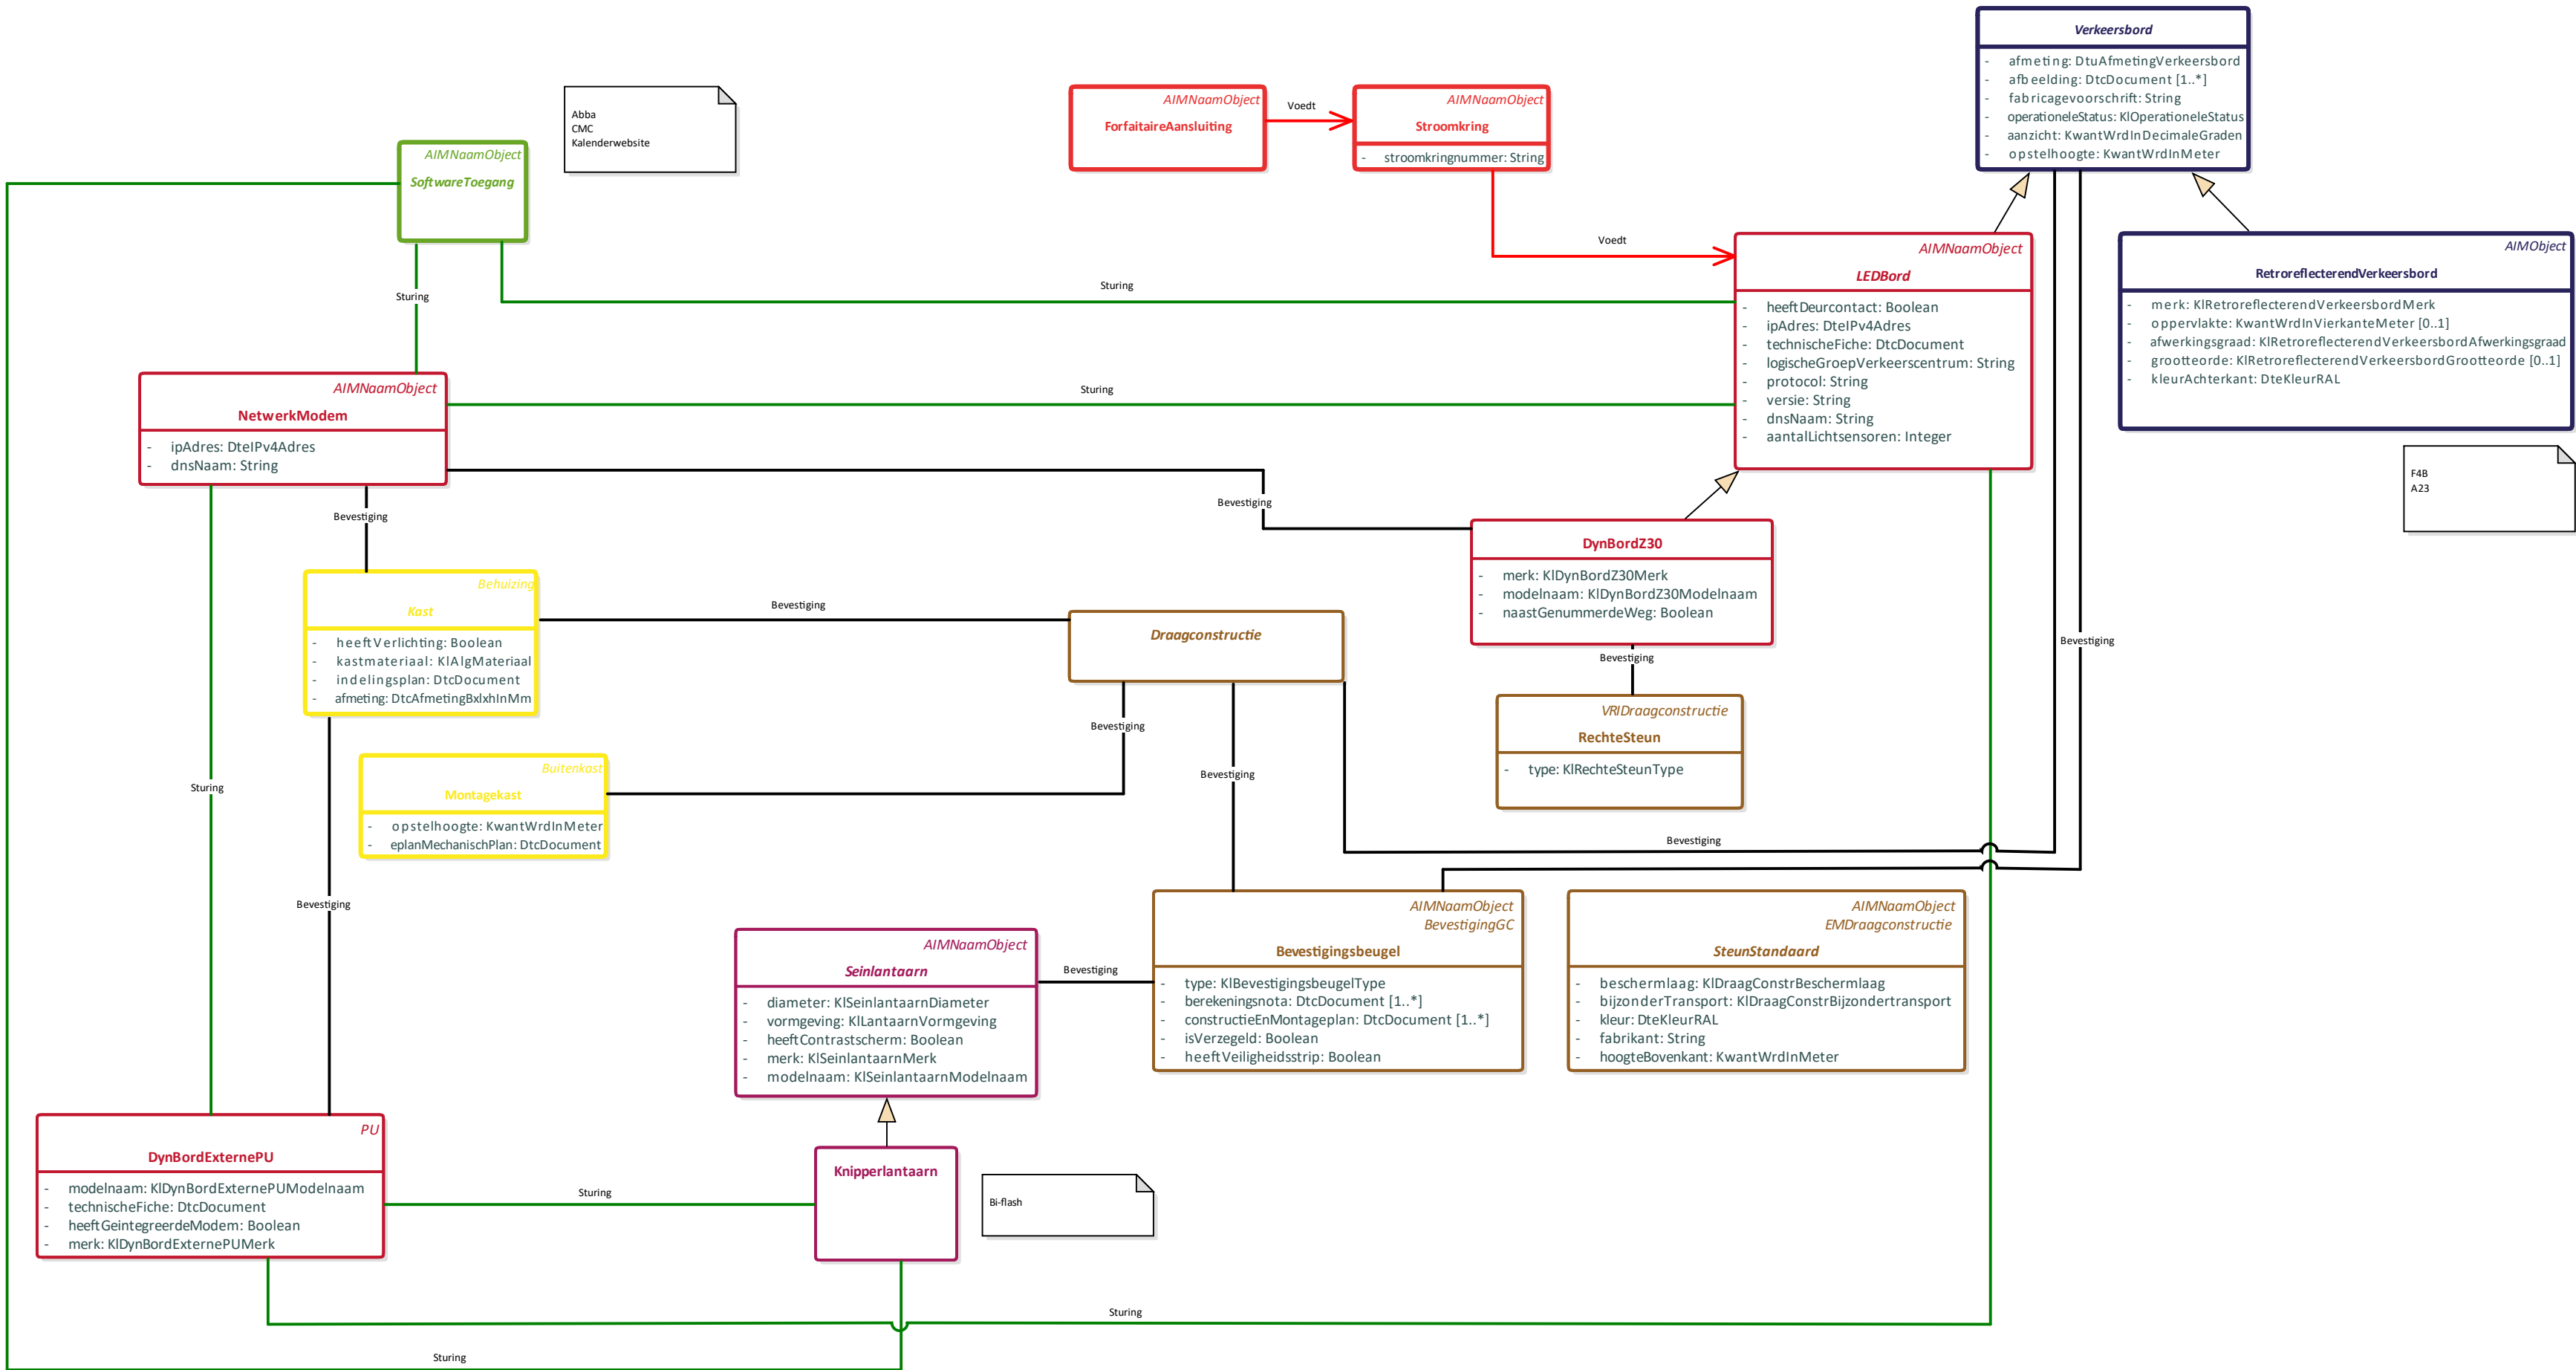 Verkeersbord
- afmeting: DtuAfmetingVerkeersbord
- afbeelding: DtcDocument [1..*]
- fabricagevoorschrift: String
- operationeleStatus: KlOperationeleStatus
- aanzicht: KwantWrdInDecimaleGraden
- opstelhoogte: KwantWrdInMeter
Abba
CMC
Kalenderwebsite
AIMNaamObject
ForfaitaireAansluiting
Voedt
AIMNaamObject
Stroomkring
- stroomkringnummer: String
AIMNaamObject
SoftwareToegang
Voedt
AIMNaamObject
LEDBord
- heeftDeurcontact: Boolean
- ipAdres: DteIPv4Adres
- technischeFiche: DtcDocument
- logischeGroepVerkeerscentrum: String
- protocol: String
- versie: String
- dnsNaam: String
- aantalLichtsensoren: Integer
AIMObject
RetroreflecterendVerkeersbord
- merk: KlRetroreflecterendVerkeersbordMerk
- oppervlakte: KwantWrdInVierkanteMeter [0..1]
- afwerkingsgraad: KlRetroreflecterendVerkeersbordAfwerkingsgraad
- grootteorde: KlRetroreflecterendVerkeersbordGrootteorde [0..1]
- kleurAchterkant: DteKleurRAL
Sturing
Sturing
Sturing
AIMNaamObject
NetwerkModem
- ipAdres: DteIPv4Adres
- dnsNaam: String
F4B
A23
Bevestiging
Bevestiging
DynBordZ30
- merk: KlDynBordZ30Merk
- modelnaam: KlDynBordZ30Modelnaam
- naastGenummerdeWeg: Boolean
Behuizing
Kast
- heeftVerlichting: Boolean
- kastmateriaal: KlAlgMateriaal
- indelingsplan: DtcDocument
- afmeting: DtcAfmetingBxlxhInMm
Bevestiging
Draagconstructie
Bevestiging
Bevestiging
VRIDraagconstructie
RechteSteun
- type: KlRechteSteunType
Bevestiging
Bevestiging
Buitenkast
Montagekast
- opstelhoogte: KwantWrdInMeter
- eplanMechanischPlan: DtcDocument
Sturing
Bevestiging
Bevestiging
AIMNaamObject
Seinlantaarn
- diameter: KlSeinlantaarnDiameter
- vormgeving: KlLantaarnVormgeving
- heeftContrastscherm: Boolean
- merk: KlSeinlantaarnMerk
- modelnaam: KlSeinlantaarnModelnaam
Bevestiging
AIMNaamObject
BevestigingGC
Bevestigingsbeugel
- type: KlBevestigingsbeugelType
- berekeningsnota: DtcDocument [1..*]
- constructieEnMontageplan: DtcDocument [1..*]
- isVerzegeld: Boolean
- heeftVeiligheidsstrip: Boolean
AIMNaamObject
EMDraagconstructie
SteunStandaard
- beschermlaag: KlDraagConstrBeschermlaag
- bijzonderTransport: KlDraagConstrBijzondertransport
- kleur: DteKleurRAL
- fabrikant: String
- hoogteBovenkant: KwantWrdInMeter
PU
DynBordExternePU
- modelnaam: KlDynBordExternePUModelnaam
- technischeFiche: DtcDocument
- heeftGeintegreerdeModem: Boolean
- merk: KlDynBordExternePUMerk
Sturing
Knipperlantaarn
Bi-flash
Sturing
Sturing